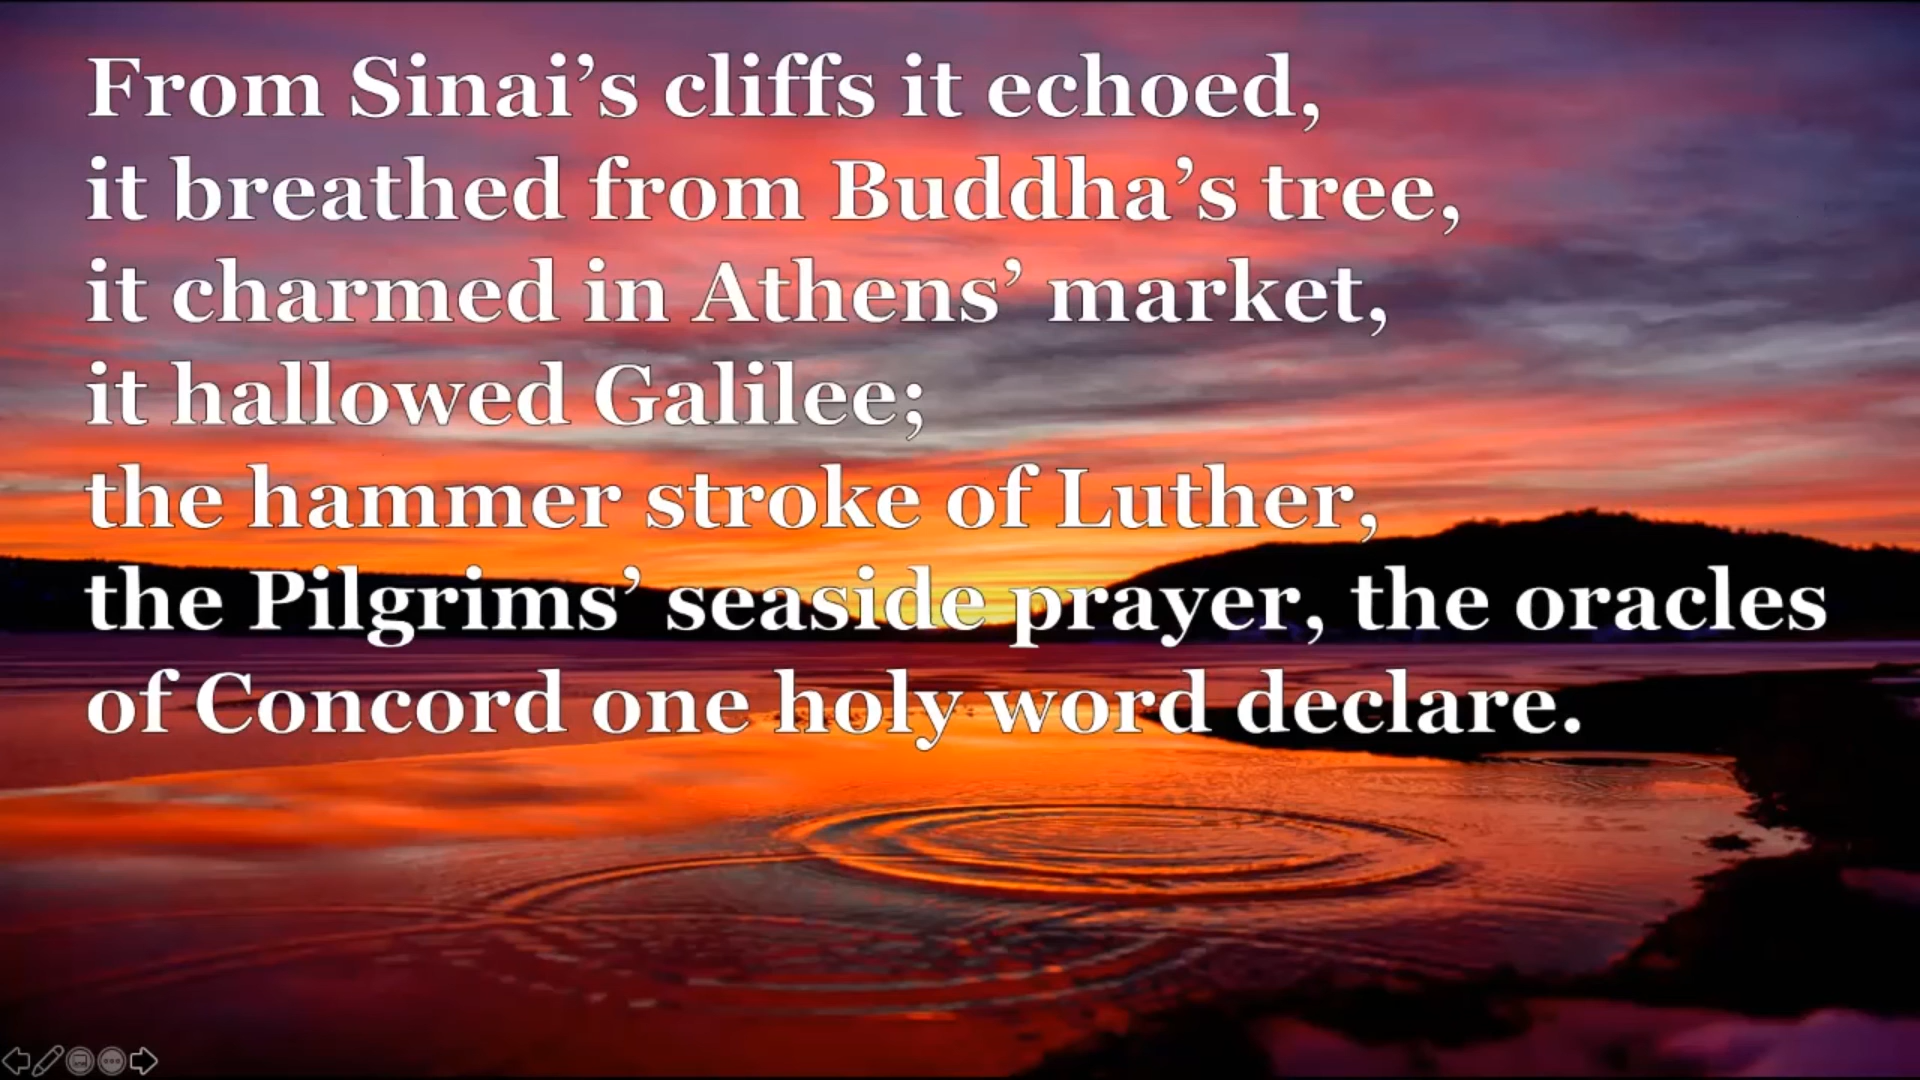 From Sinai’s cliffs it echoed,
it breathed from Buddha’s tree,
it charmed in Athens’ market,
it hallowed Galilee;
the hammer stroke of Luther,
the Pilgrims’ seaside prayer, the oracles
of Concord one holy word declare.